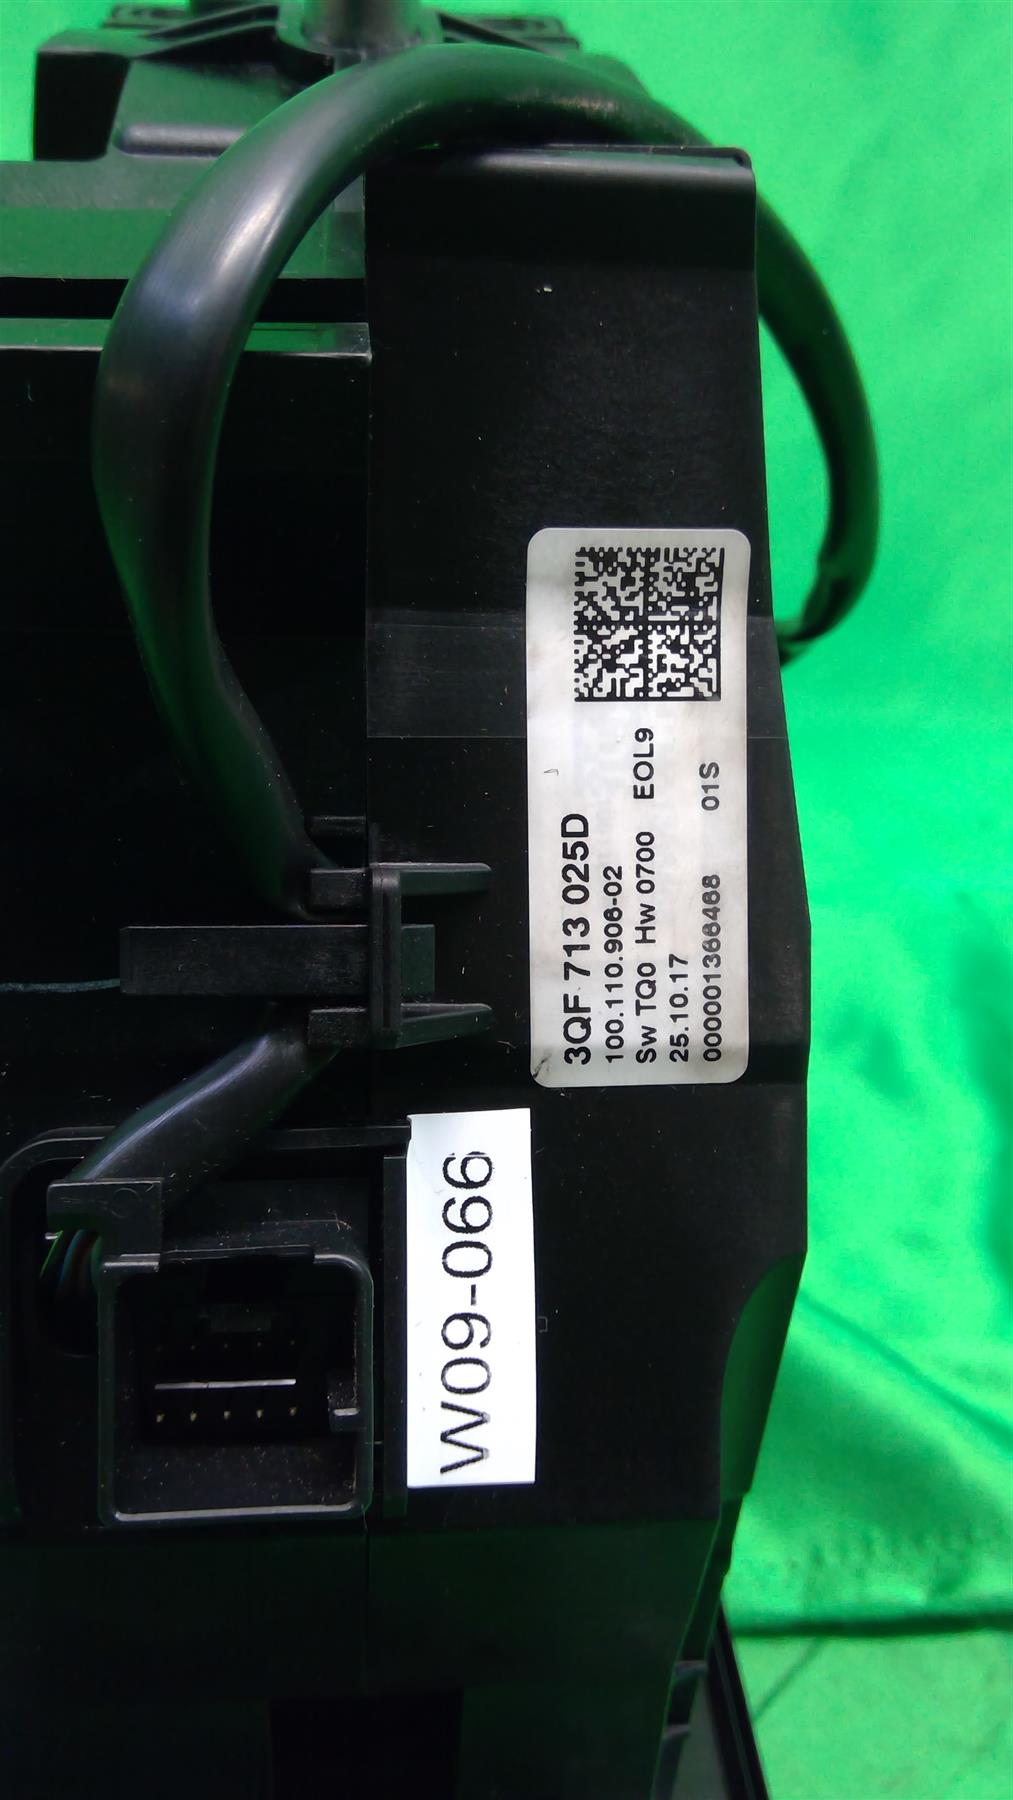 3QF 713 025D
100.110.906-02
Sw TQ0 Hw 0700 EOL9
25.10.17
000001366468 01S
W09-066